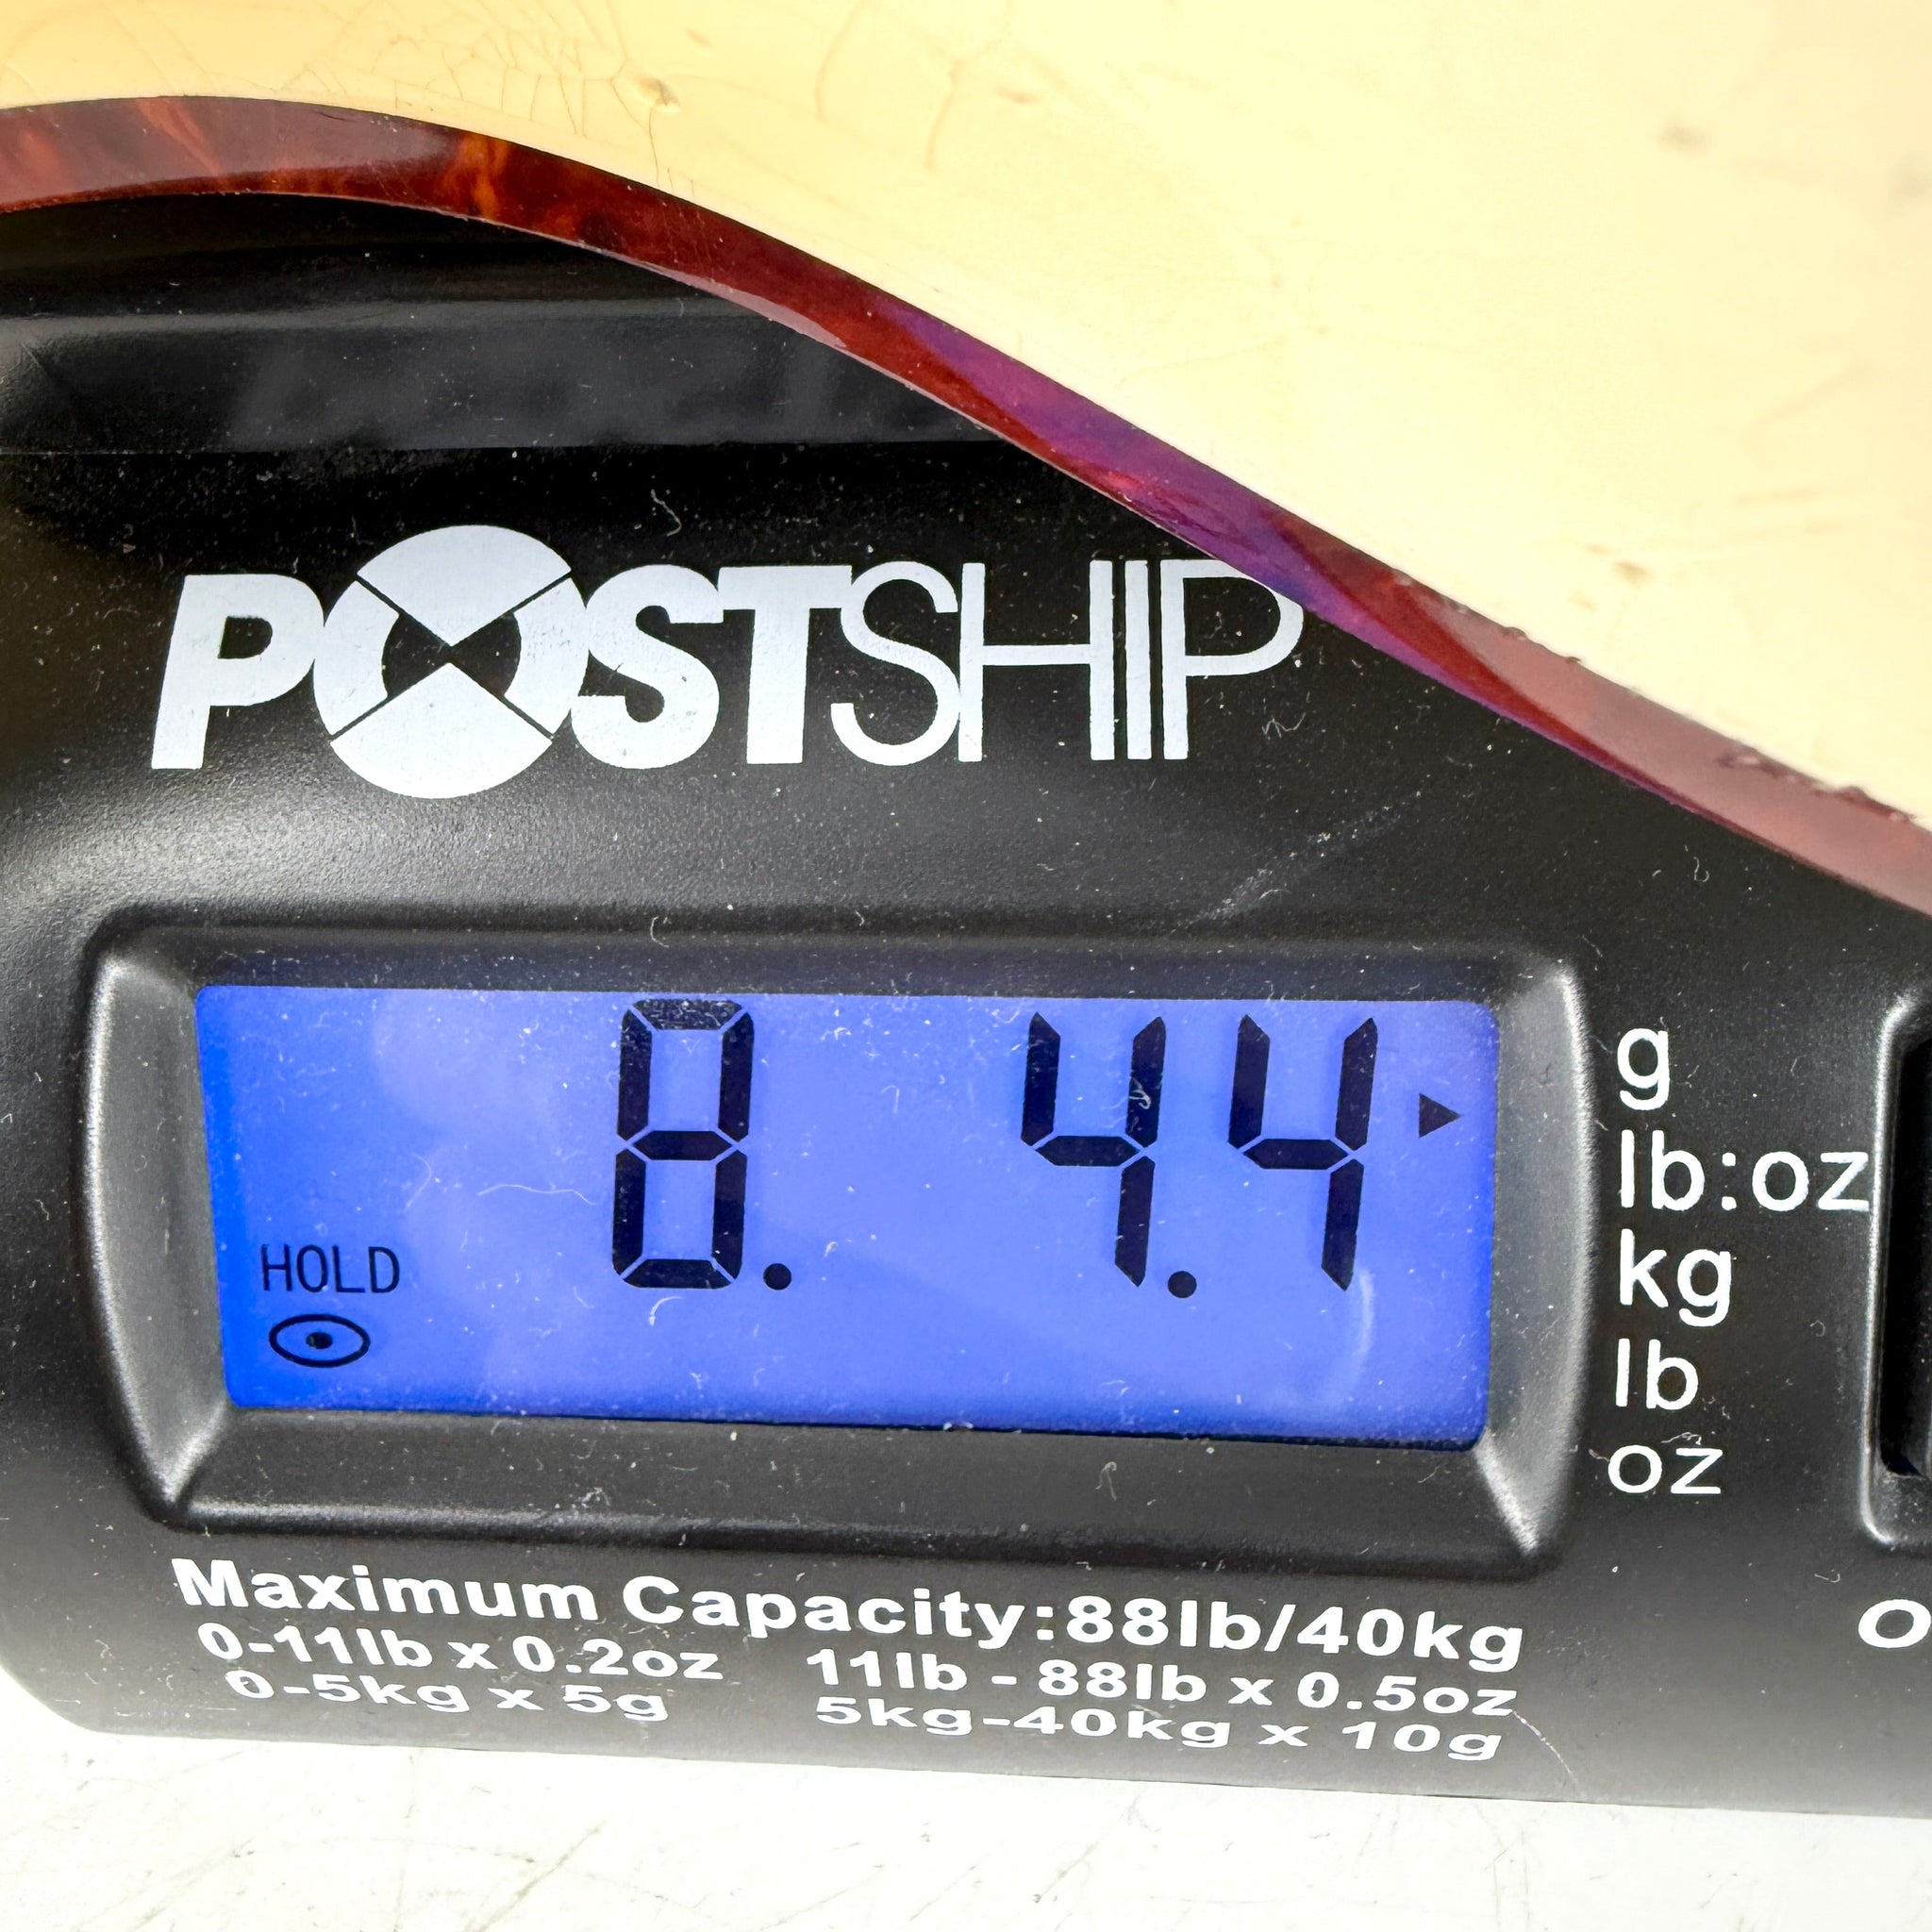 POSTSHIP
8. 4.4
HOLD
g
lb:oz
kg
lb
oz
Maximum Capacity:88lb/40kg
0-11lb x 0.2oz 11lb - 88lb x 0.5oz
0-5kg x 5g 5kg-40kg x 10g